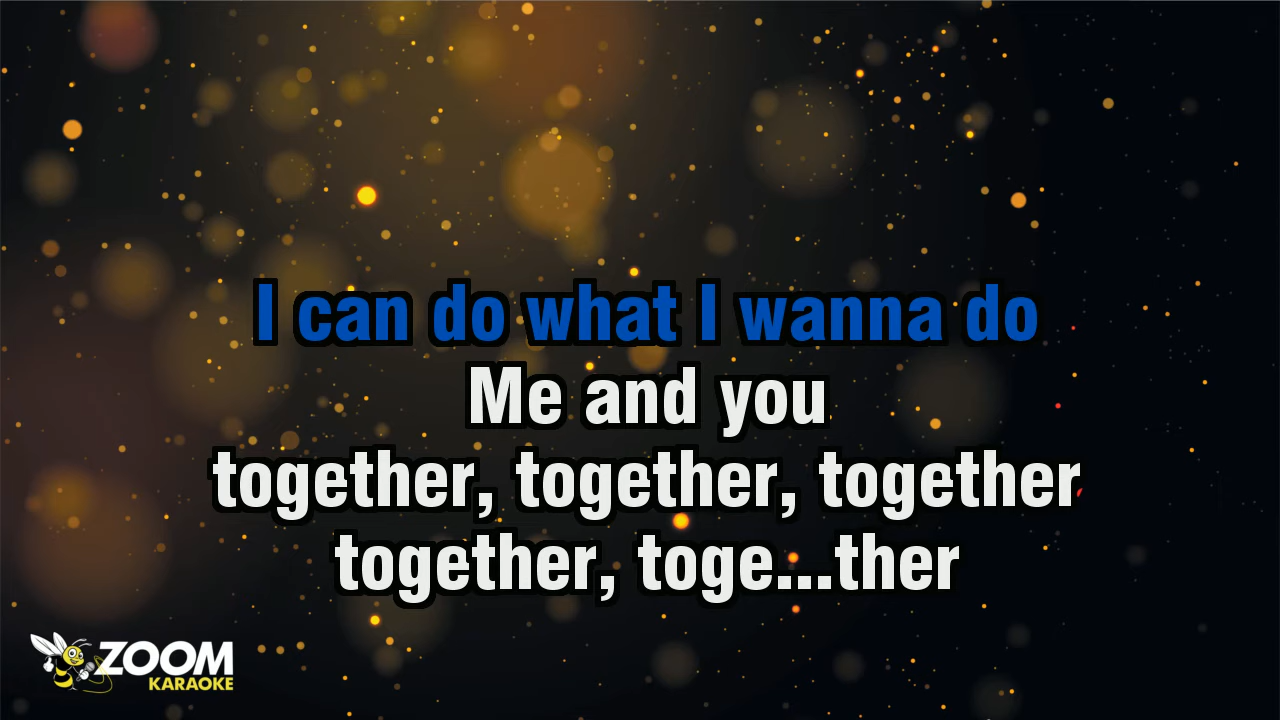 I can do what I wanna do
Me and you
together, together, together
together, toge...ther
ZOOM
KARAOKE